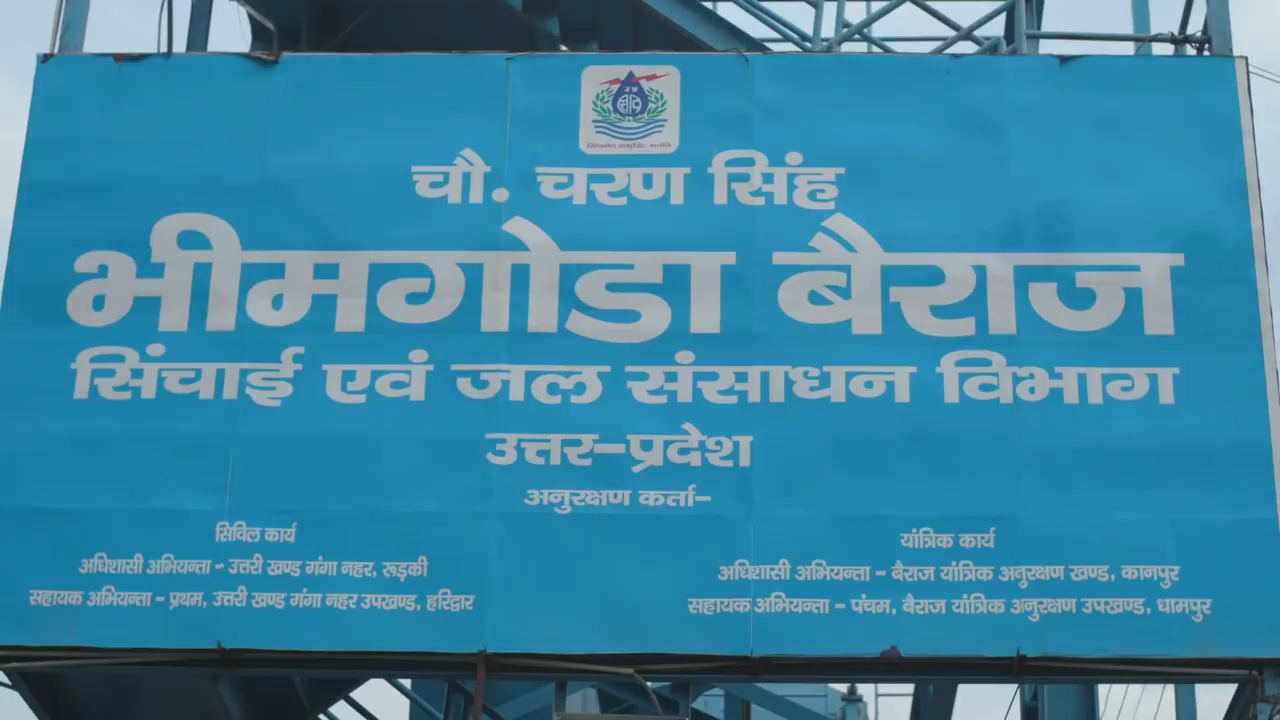 चौ. चरण सिंह
भीमगोडा बैराज
सिंचाई एवं जल संसाधन विभाग
उत्तर-प्रदेश
अनुरक्षण कर्ता-
सिविल कार्य
अधिशासी अभियन्ता - उत्तरी खण्ड गंगा नहर, रूड़की
सहायक अभियन्ता - प्रथम, उत्तरी खण्ड गंगा नहर उपखण्ड, हरिद्वार
यांत्रिक कार्य
अधिशासी अभियन्ता - बैराज यांत्रिक अनुरक्षण खण्ड, कानपुर
सहायक अभियन्ता - पंचम, बैराज यांत्रिक अनुरक्षण उपखण्ड, धामपुर